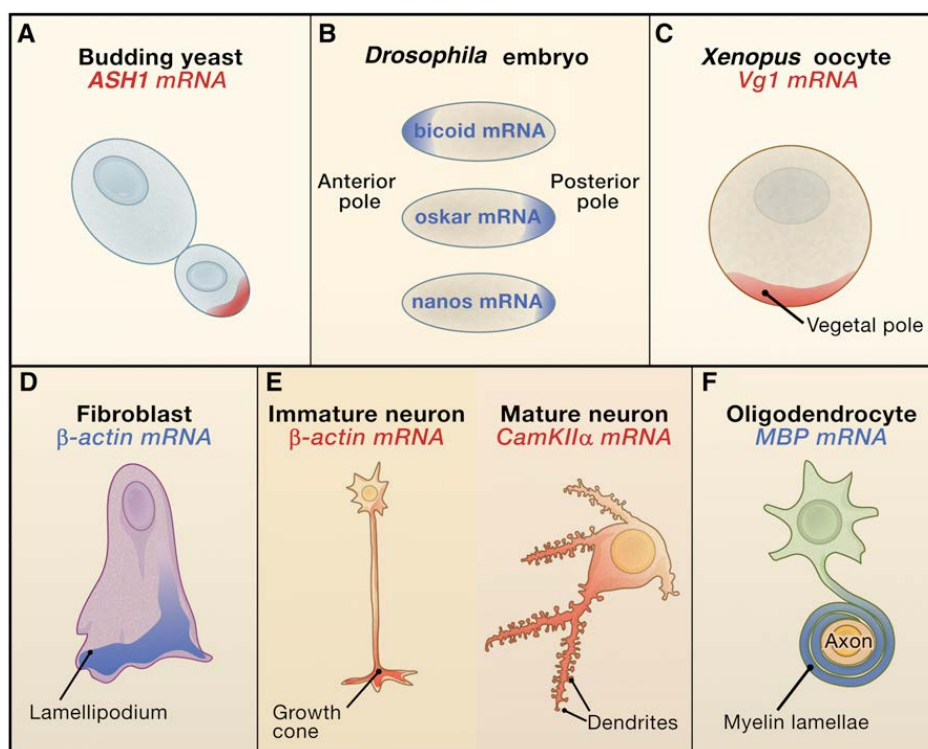 A
Budding yeast
ASH1 mRNA
B
Drosophila embryo
bicoid mRNA
Anterior
pole
Posterior
pole
oskar mRNA
nanos mRNA
C
Xenopus oocyte
Vg1 mRNA
Vegetal pole
D
Fibroblast
β-actin mRNA
Lamellipodium
E
Immature neuron
β-actin mRNA
Growth
cone
Mature neuron
CamKIIα mRNA
Dendrites
F
Oligodendrocyte
MBP mRNA
Axon
Myelin lamellae